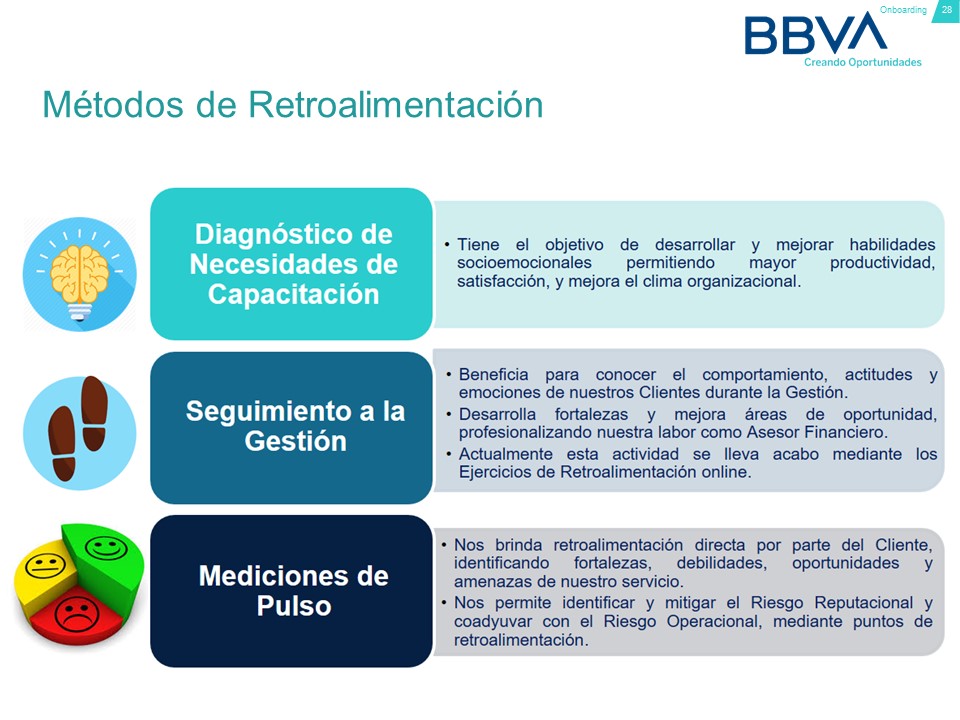 Onboarding 28
BBVA
Creando Oportunidades
Métodos de Retroalimentación
Diagnóstico de
Necesidades de
Capacitación
• Tiene el objetivo de desarrollar y mejorar habilidades
socioemocionales permitiendo mayor productividad,
satisfacción, y mejora el clima organizacional.
Seguimiento a la
Gestión
• Beneficia para conocer el comportamiento, actitudes y
emociones de nuestros Clientes durante la Gestión.
• Desarrolla fortalezas y mejora áreas de oportunidad,
profesionalizando nuestra labor como Asesor Financiero.
• Actualmente esta actividad se lleva acabo mediante los
Ejercicios de Retroalimentación online.
Mediciones de
Pulso
• Nos brinda retroalimentación directa por parte del Cliente,
identificando fortalezas, debilidades, oportunidades y
amenazas de nuestro servicio.
• Nos permite identificar y mitigar el Riesgo Reputacional y
coadyuvar con el Riesgo Operacional, mediante puntos de
retroalimentación.